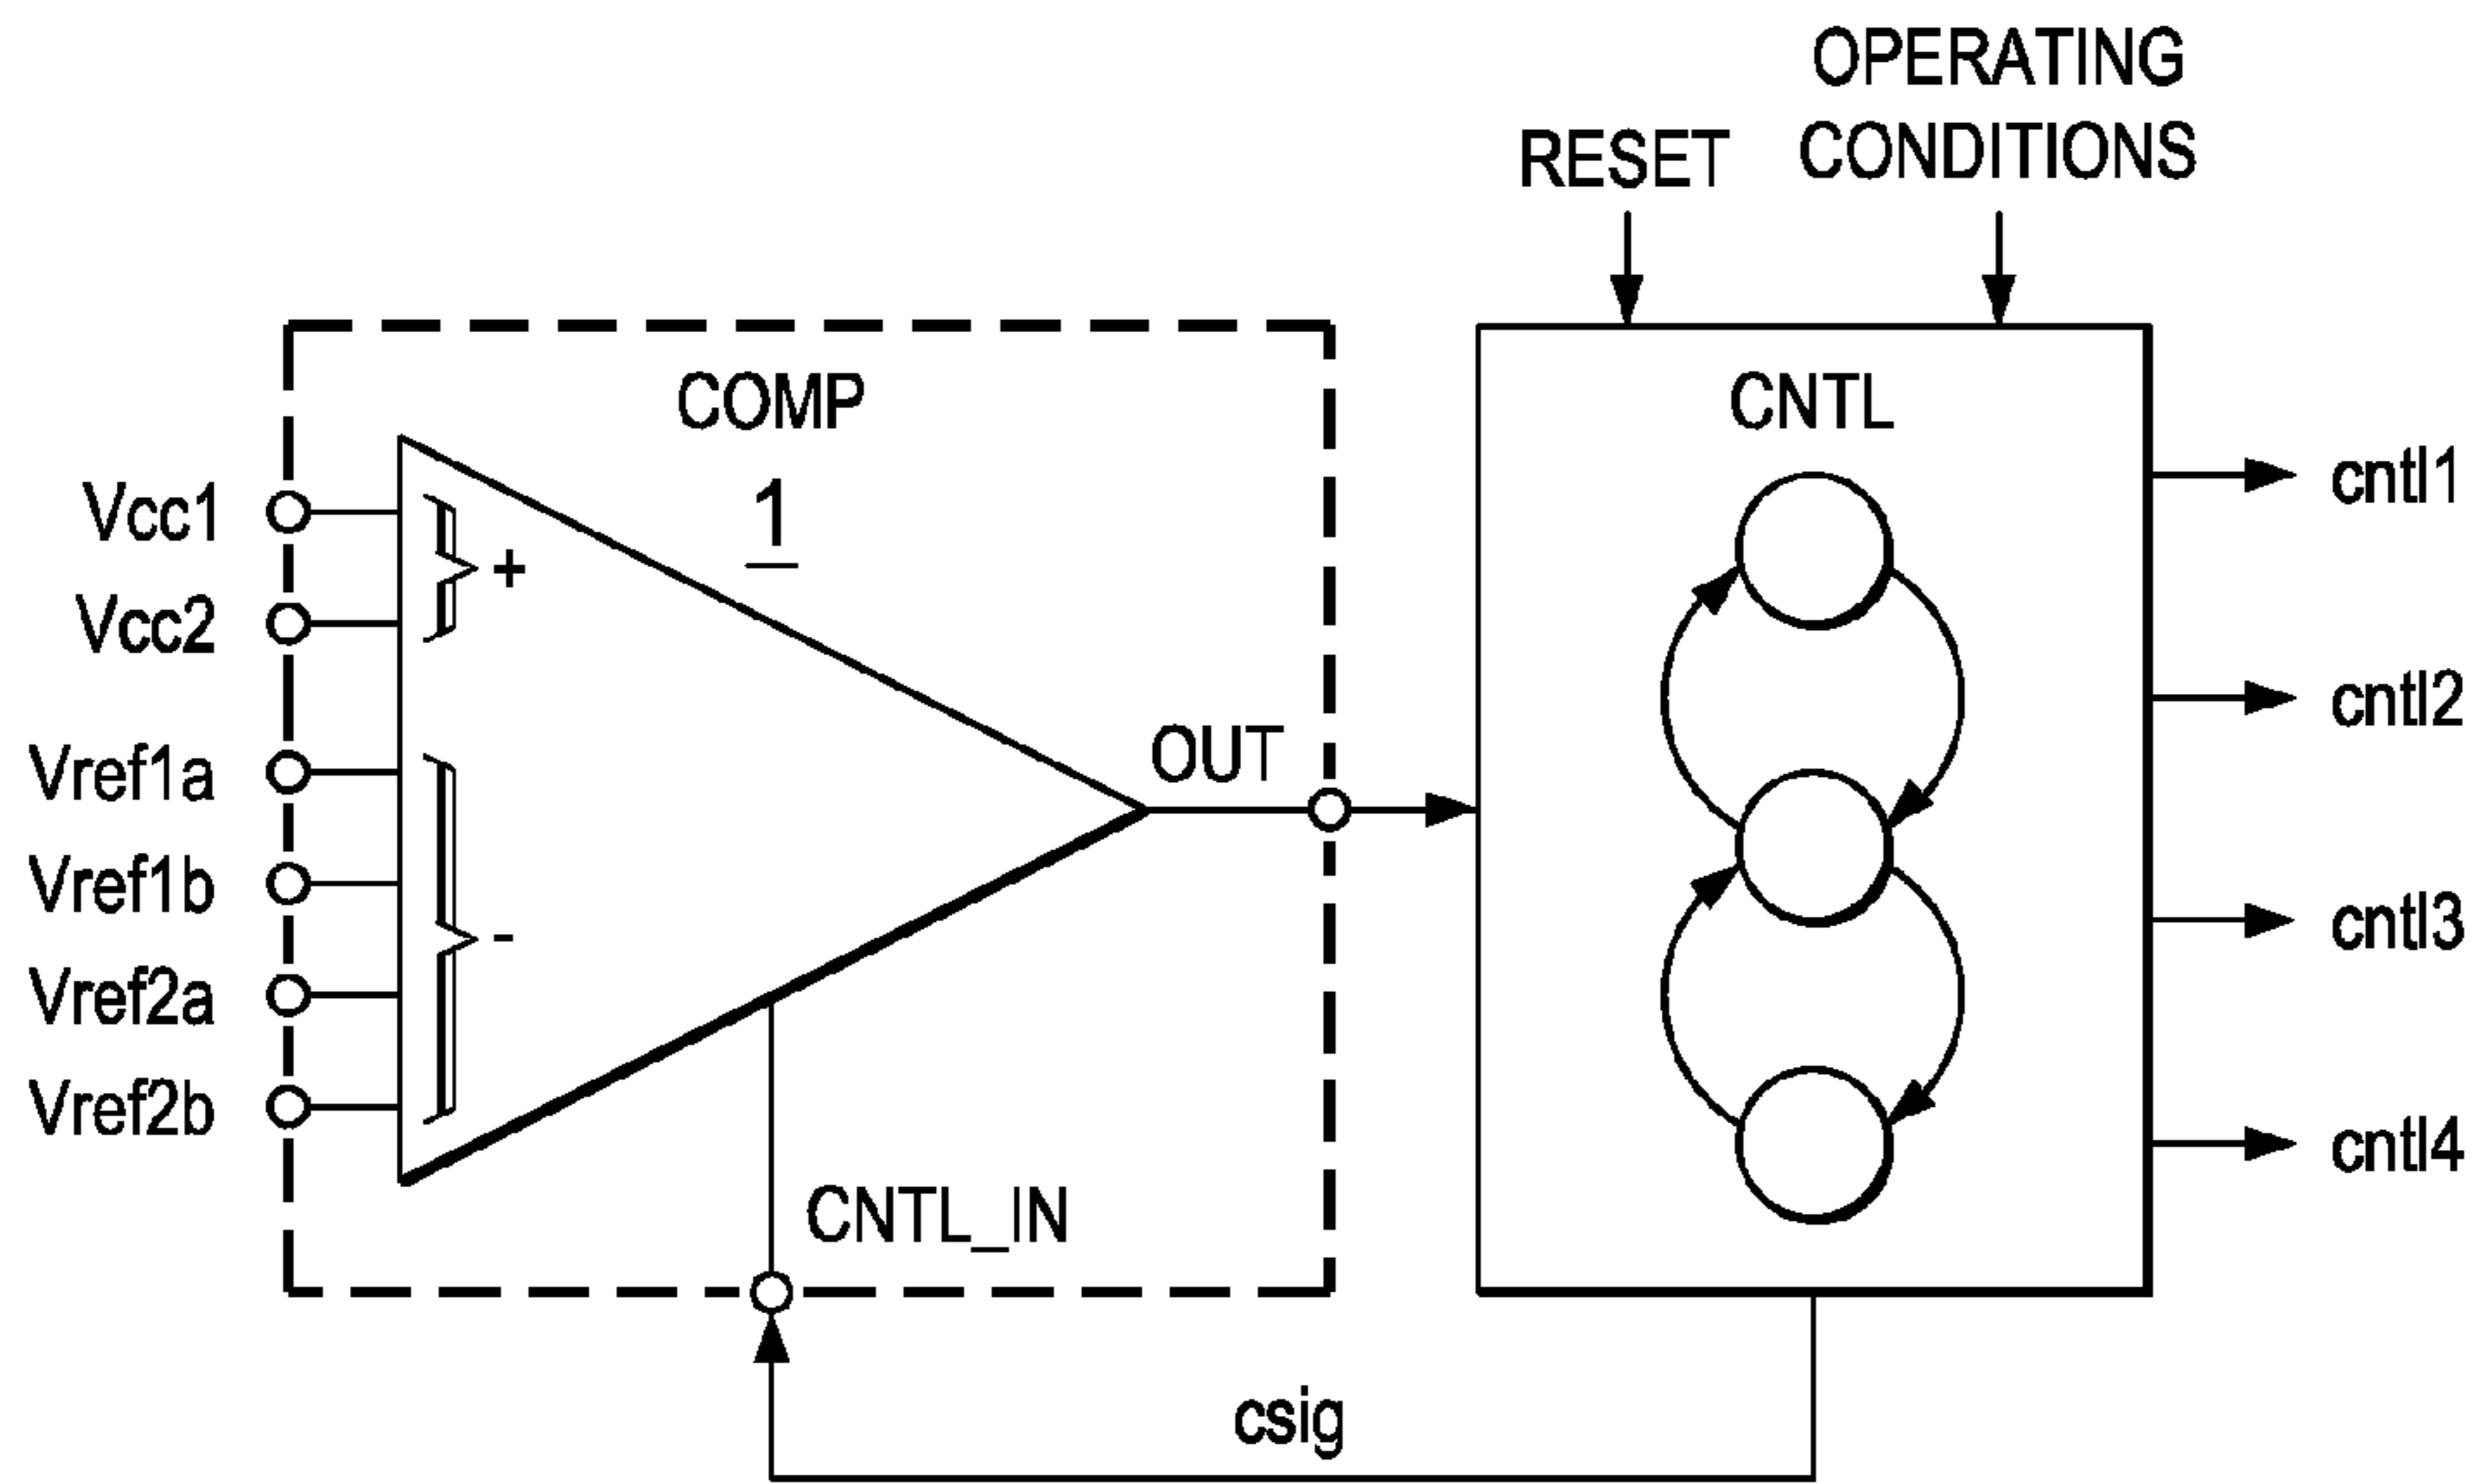 OPERATING
CONDITIONS
RESET
COMP
1
CNTL
Vcc1
Vcc2
+
Vref1a
Vref1b
Vref2a
Vref2b
-
OUT
CNTL_IN
csig
cntl1
cntl2
cntl3
cntl4